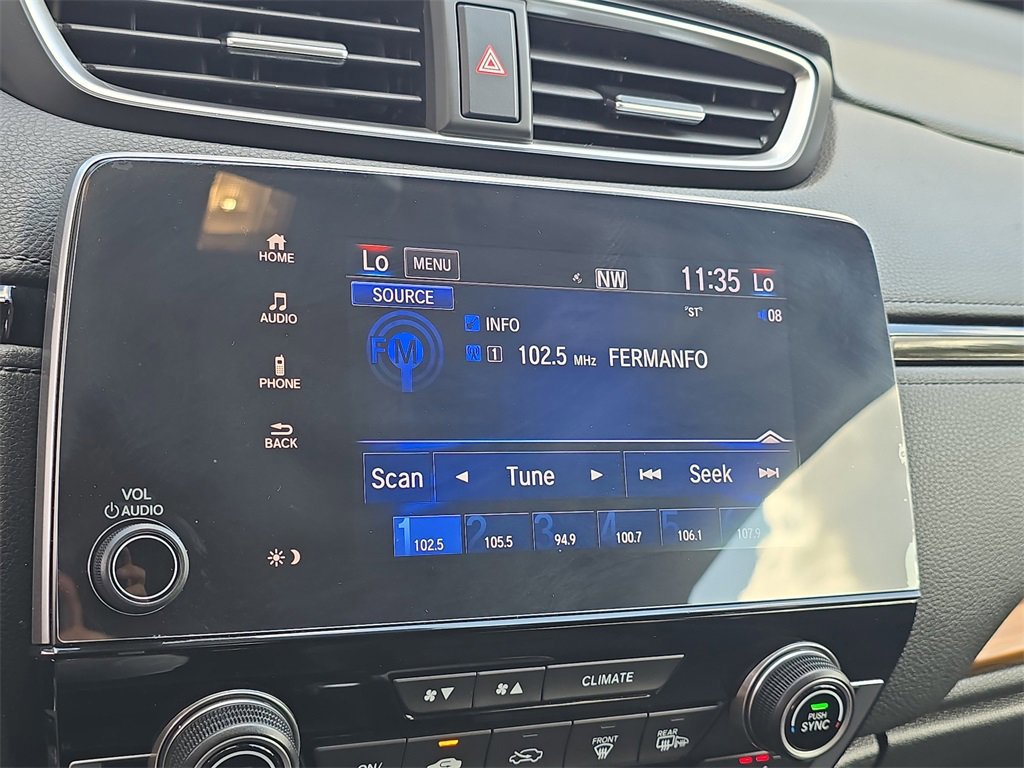 HOME
AUDIO
PHONE
BACK
VOL
AUDIO
Lo MENU NW 11:35 Lo
SOURCE "ST" 08
FM INFO
1 102.5 MHz FERMANFO
Scan Tune Seek
1 102.5 2 105.5 3 94.9 4 100.7 5 106.1 6 107.9
CLIMATE
PUSH
SYNC
ON/
FRONT
REAR